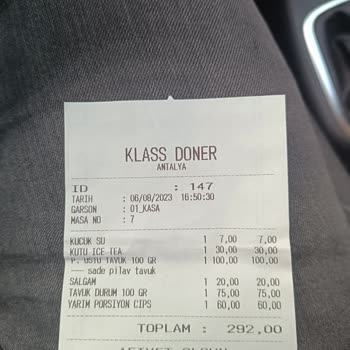 KLASS DONER
ANTALYA
ID : 147
TARIH : 06/08/2023 16:50:30
GARSON : 01_KASA
MASA NO : 7
KUCUK SU 1 7,00 7,00
KUTU ICE TEA 1 30,00 30,00
P. USTU TAVUK 100 GR 1 100,00 100,00
--- sade pilav tavuk
SALGAM 1 20,00 20,00
TAVUK DURUM 100 GR 1 75,00 75,00
YARIM PORSIYON CIPS 1 60,00 60,00
TOPLAM : 292,00